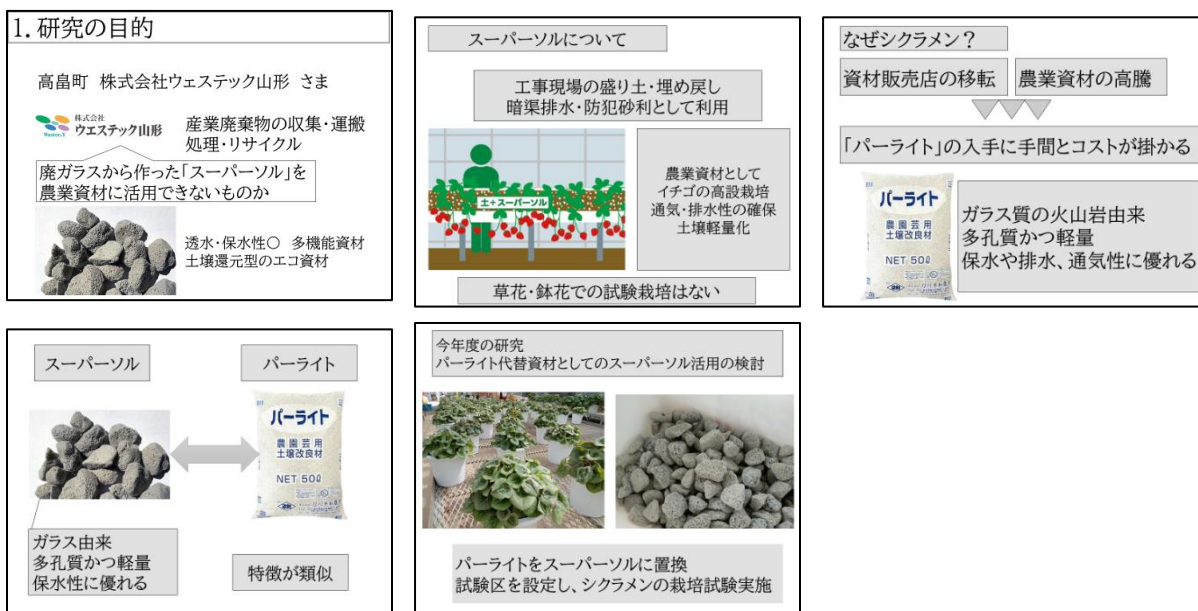 1. 研究の目的
高畠町 株式会社ウェステック山形 さま
株式会社
ウエステック山形
産業廃棄物の収集・運搬
処理・リサイクル
廃ガラスから作った「スーパーソル」を
農業資材に活用できないものか
透水・保水性〇 多機能資材
土壌還元型のエコ資材
スーパーソルについて
工事現場の盛り土・埋め戻し
暗渠排水・防犯砂利として利用
土+スーパーソル
農業資材として
イチゴの高設栽培
通気・排水性の確保
土壌軽量化
草花・鉢花での試験栽培はない
なぜシクラメン?
資材販売店の移転
農業資材の高騰
「パーライト」の入手に手間とコストが掛かる
パーライト
農園芸用
土壌改良材
NET 50ℓ
ガラス質の火山岩由来
多孔質かつ軽量
保水や排水、通気性に優れる
スーパーソル
パーライト
パーライト
農園芸用
土壌改良材
NET 50ℓ
ガラス由来
多孔質かつ軽量
保水性に優れる
特徴が類似
今年度の研究
パーライト代替資材としてのスーパーソル活用の検討
パーライトをスーパーソルに置換
試験区を設定し、シクラメンの栽培試験実施